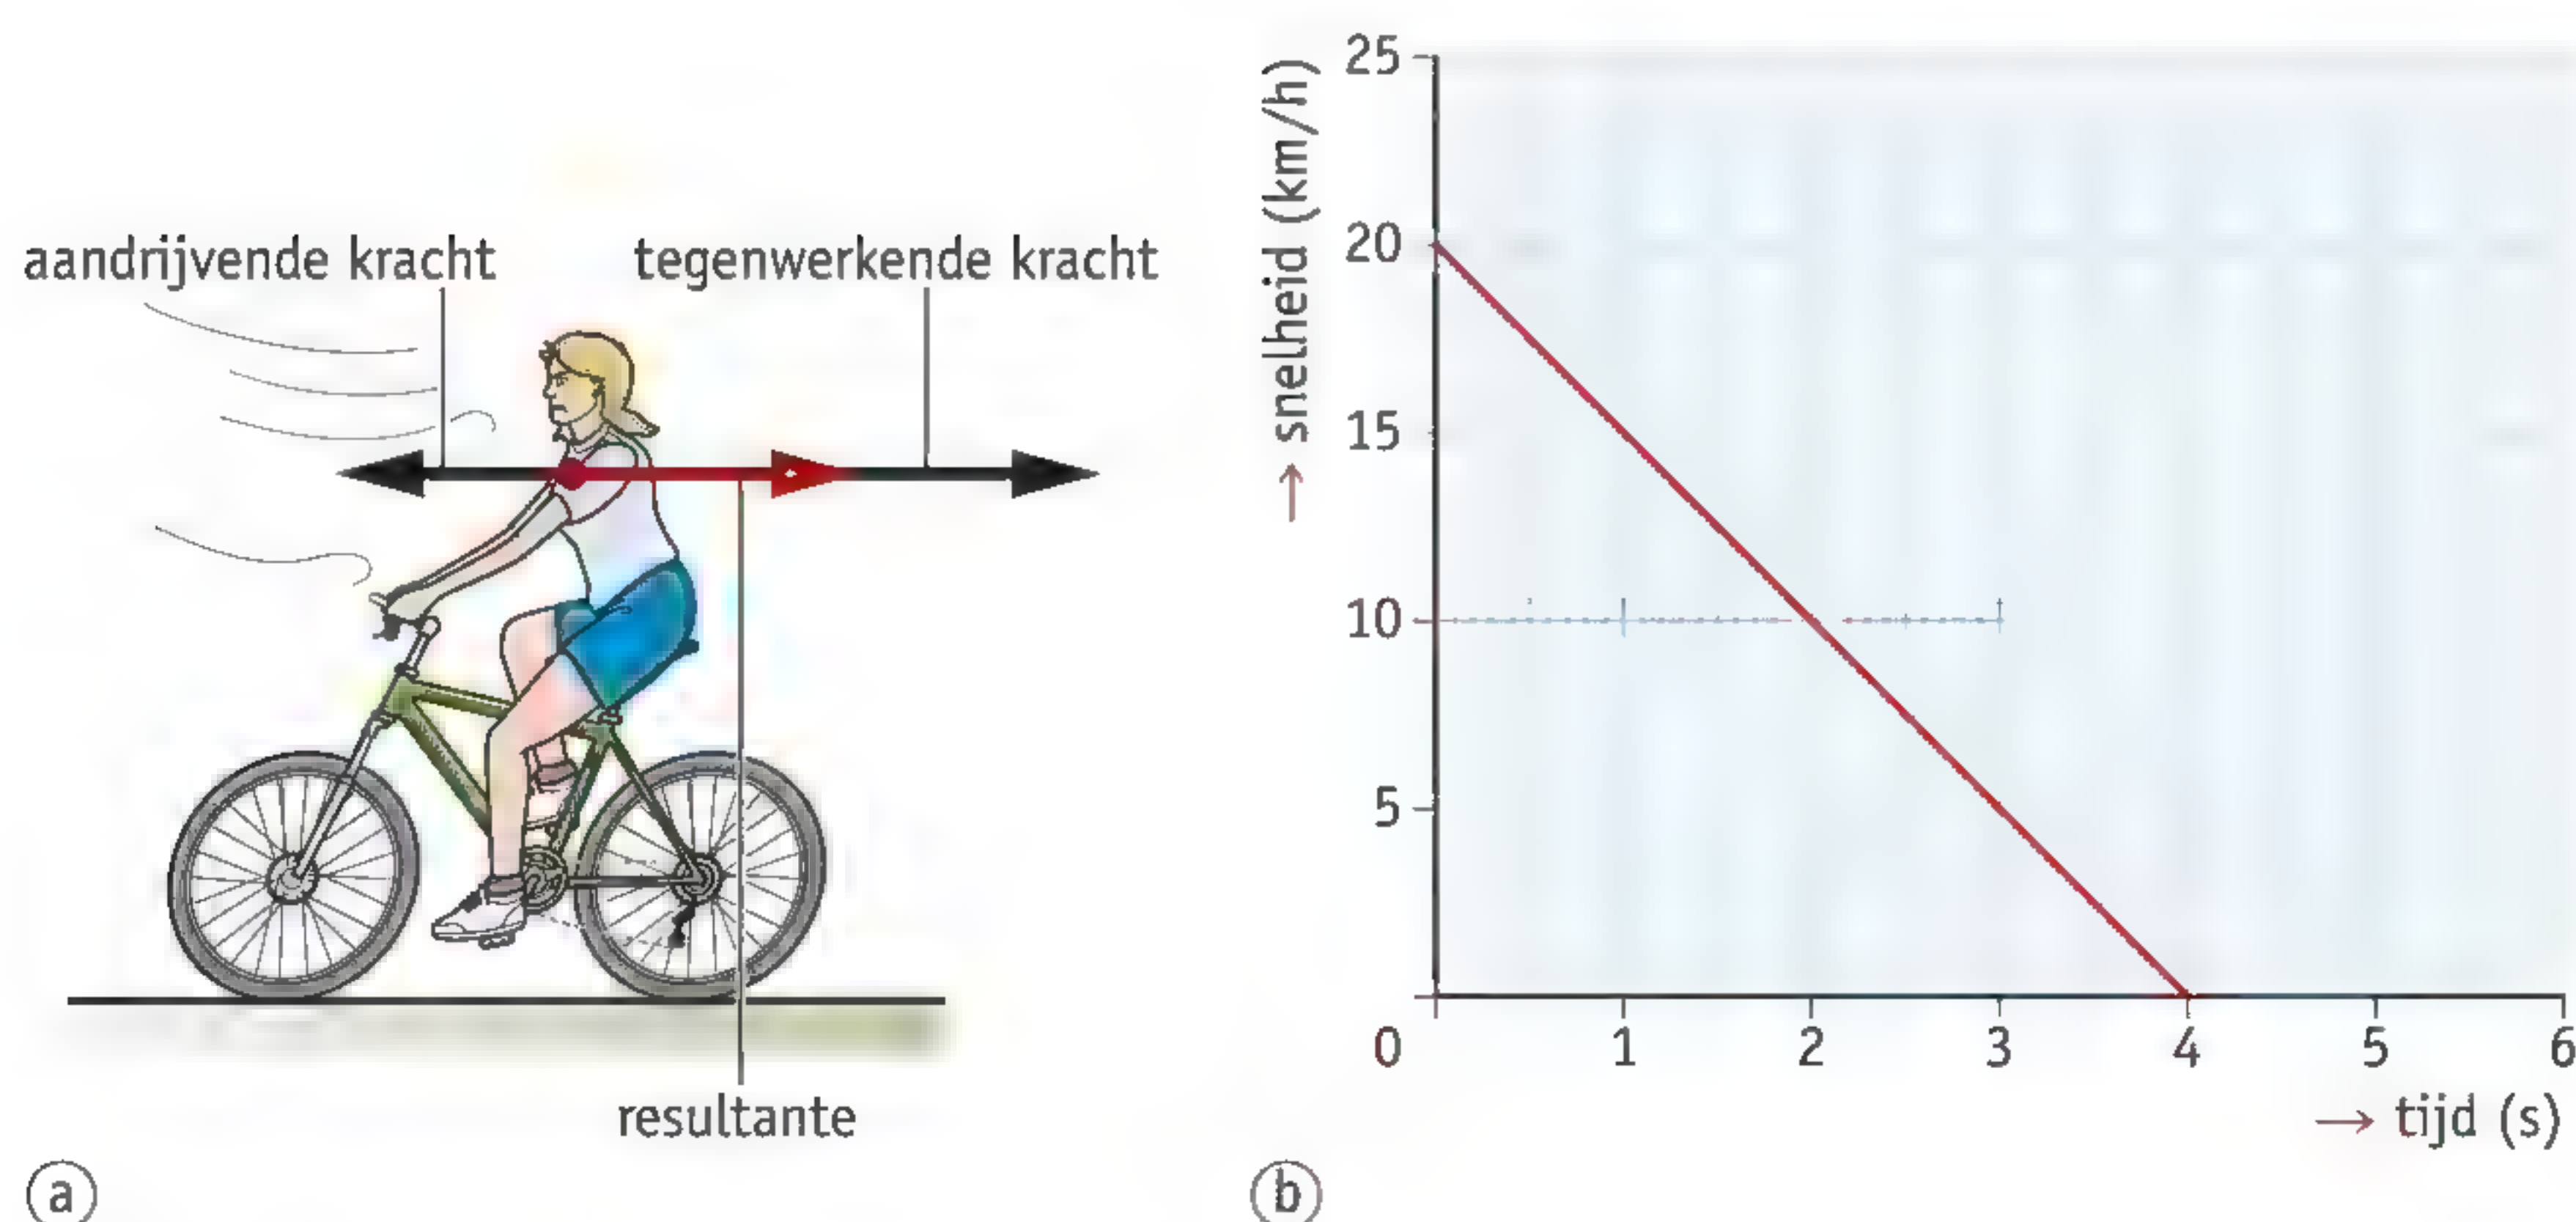 aandrijvende kracht
tegenwerkende kracht
resultante
a
→ snelheid (km/h)
25
20
15
10
5
0
1 2 3 4 5 6
→ tijd (s)
b